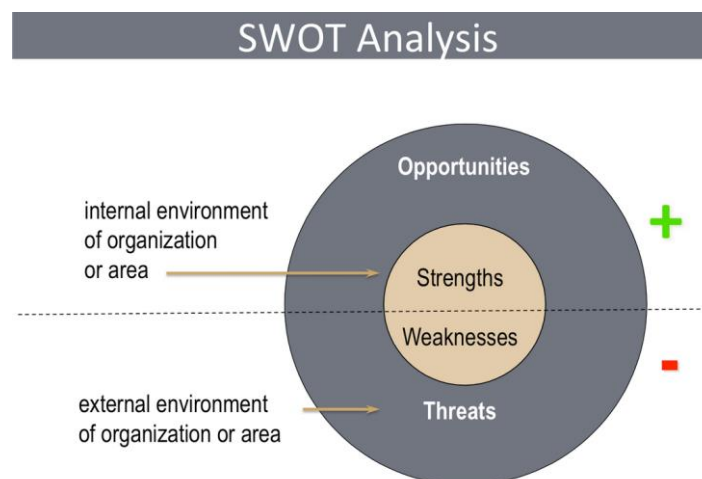 SWOT Analysis
Opportunities
+
internal environment
of organization
or area
Strengths
Weaknesses
-
external environment
of organization or area
Threats